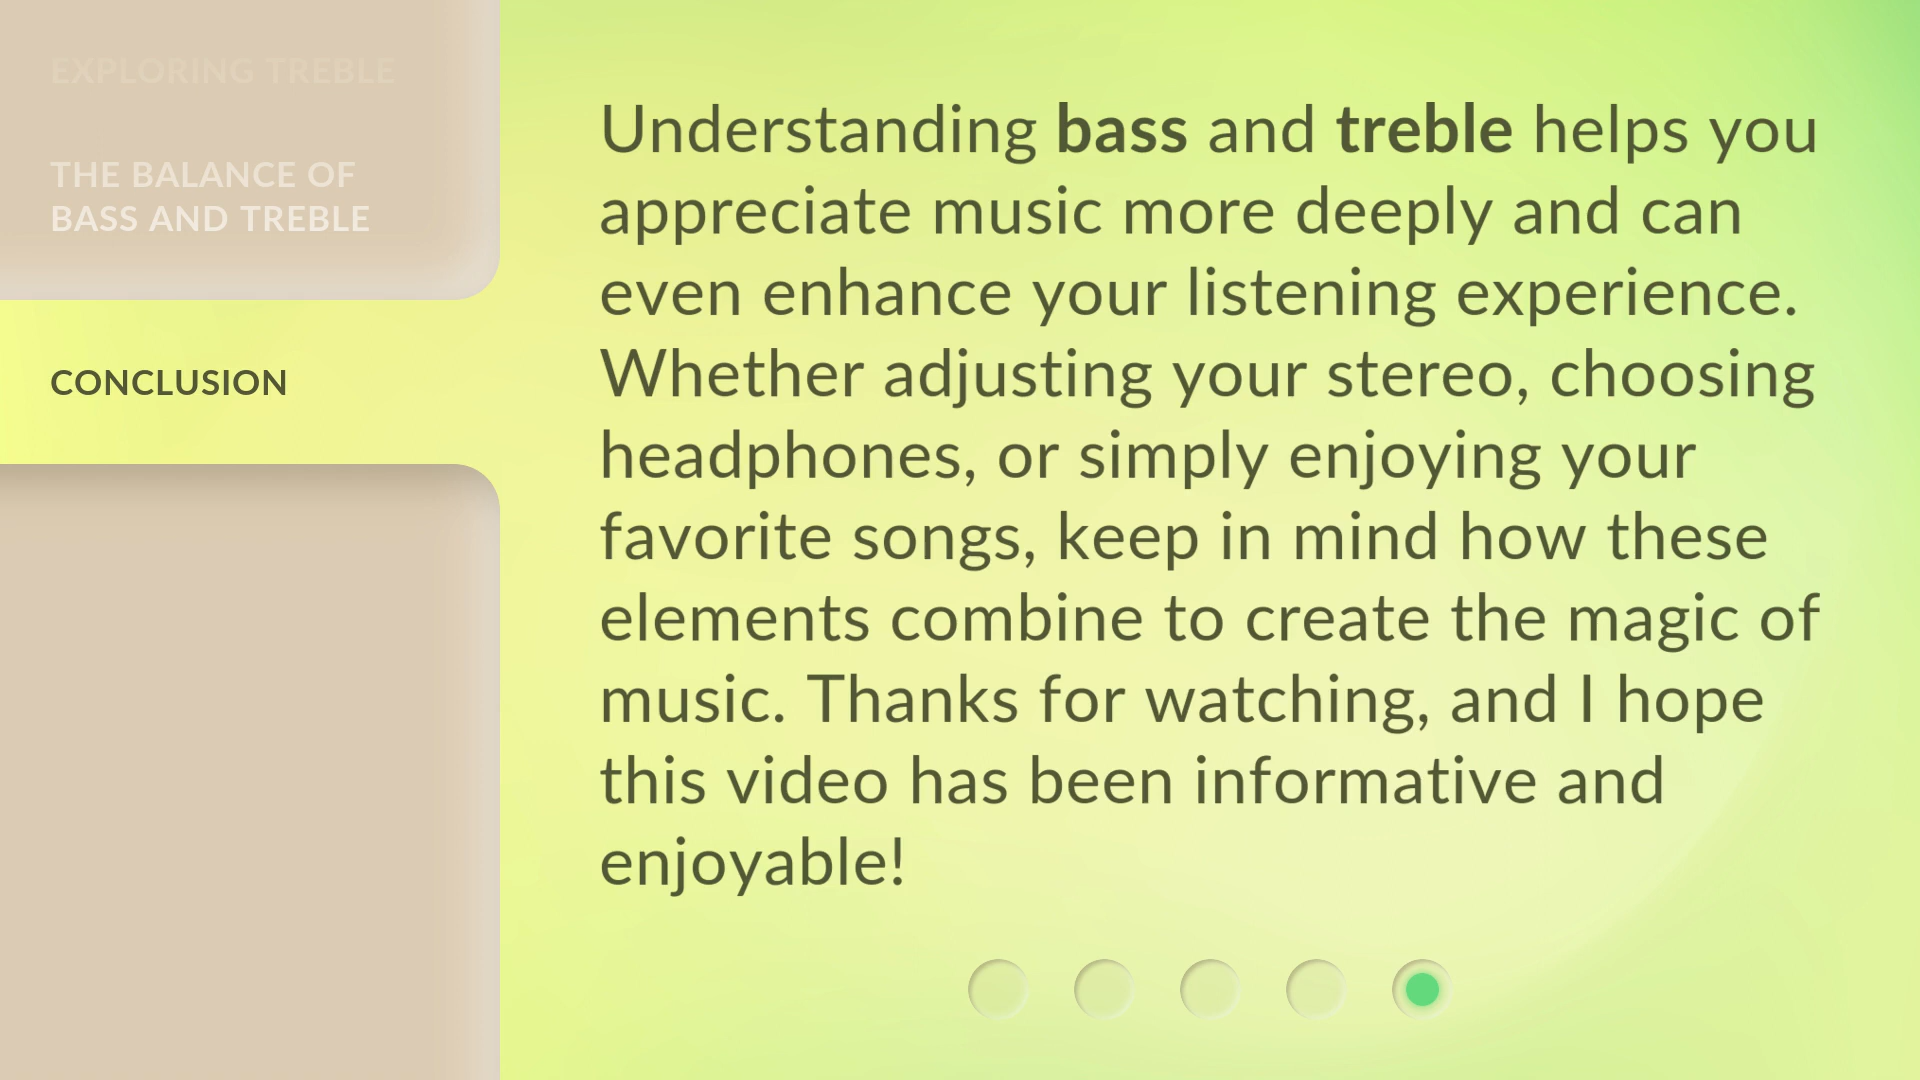 EXPLORING TREBLE
THE BALANCE OF
BASS AND TREBLE
CONCLUSION
Understanding bass and treble helps you
appreciate music more deeply and can
even enhance your listening experience.
Whether adjusting your stereo, choosing
headphones, or simply enjoying your
favorite songs, keep in mind how these
elements combine to create the magic of
music. Thanks for watching, and I hope
this video has been informative and
enjoyable!